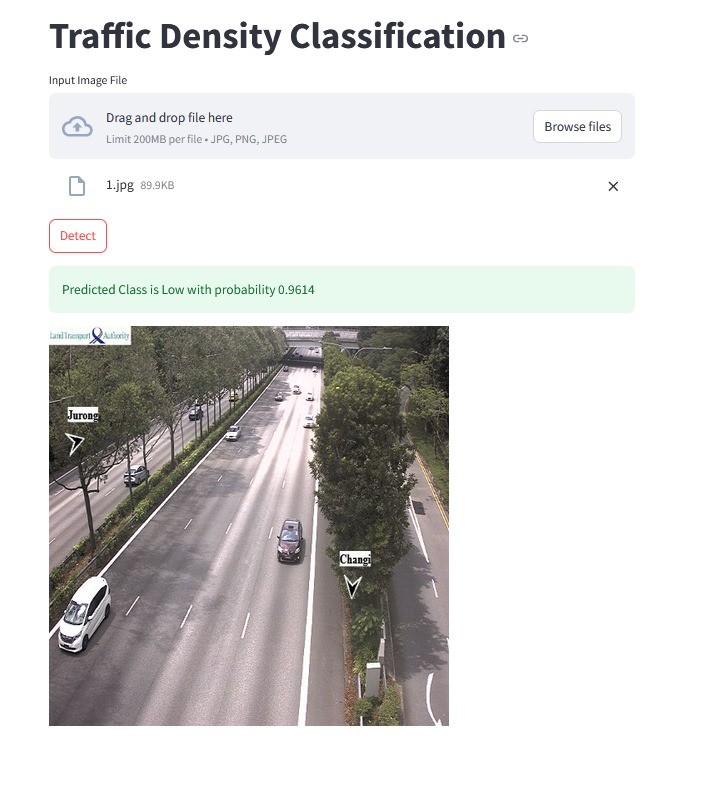 Traffic Density Classification
Input Image File
Drag and drop file here
Limit 200MB per file • JPG, PNG, JPEG
Browse files
1.jpg 89.9KB
Detect
Predicted Class is Low with probability 0.9614
Land Transport Authority
Jurong
Changi